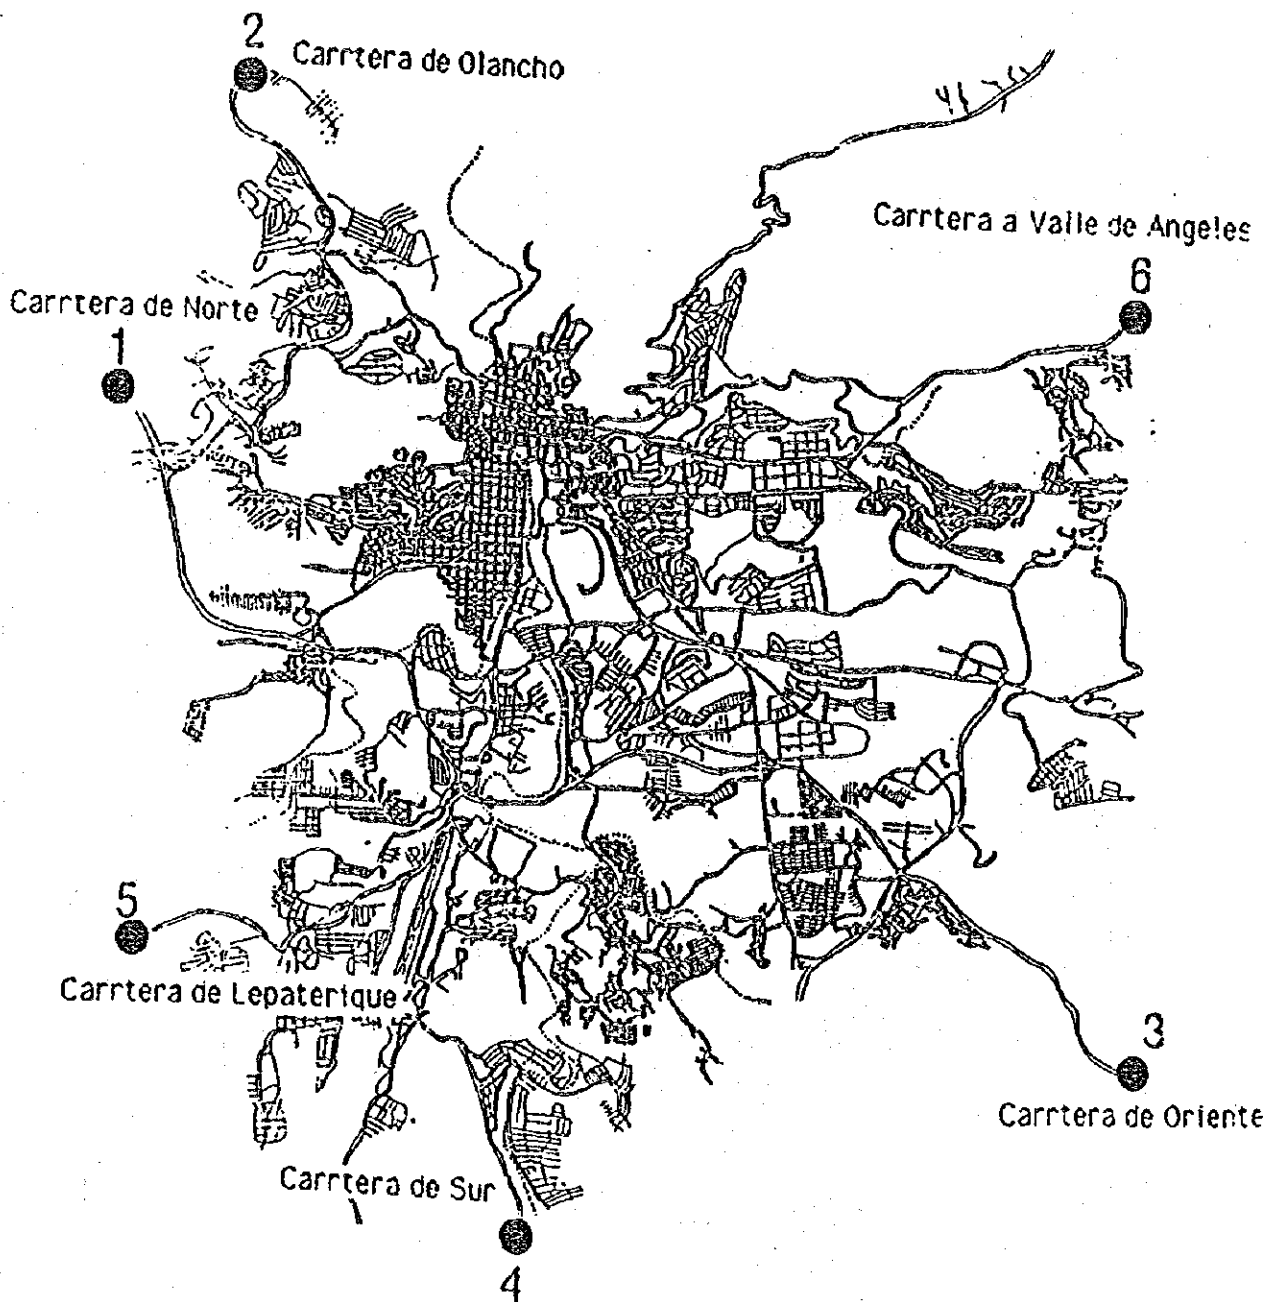 2
Carrtera de Olancho
Carrtera a Valle de Angeles
6
Carrtera de Norte
1
5
Carrtera de Lepaterique
3
Carrtera de Oriente
Carrtera de Sur
4